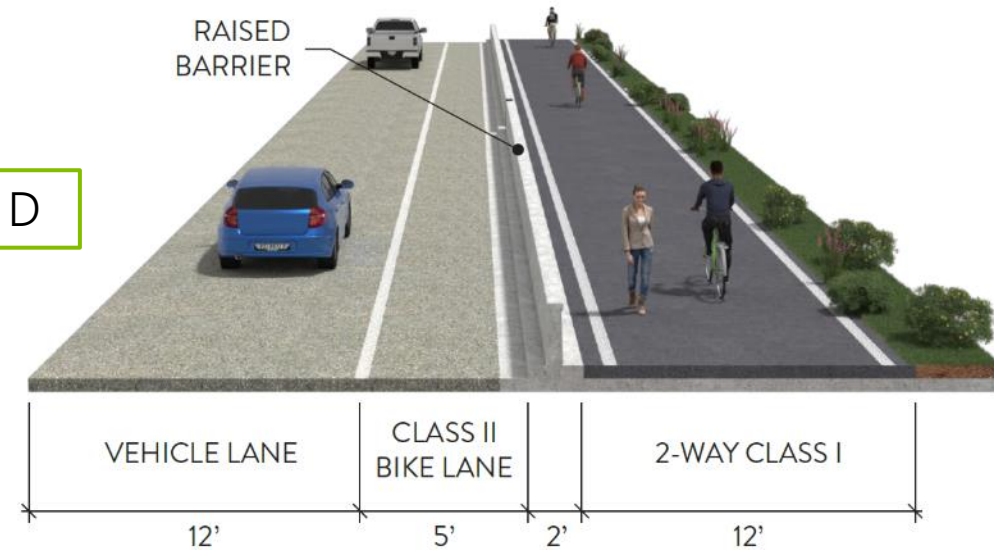 RAISED
BARRIER
D
VEHICLE LANE
CLASS II
BIKE LANE
2-WAY CLASS I
12’
5’
2’
12’